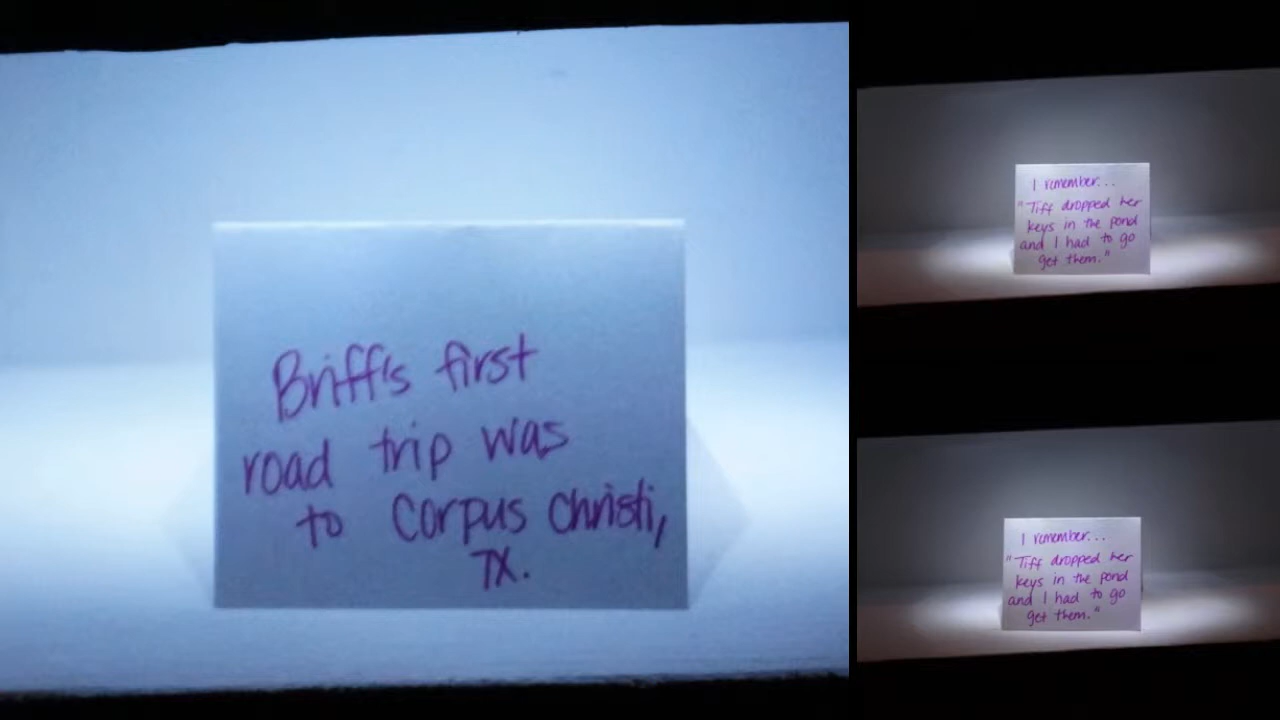 Briff's first
road trip was
to Corpus Christi,
TX.
I remember...
"Tiff dropped her
keys in the pond
and I had to go
get them."
I remember...
"Tiff dropped her
keys in the pond
and I had to go
get them."